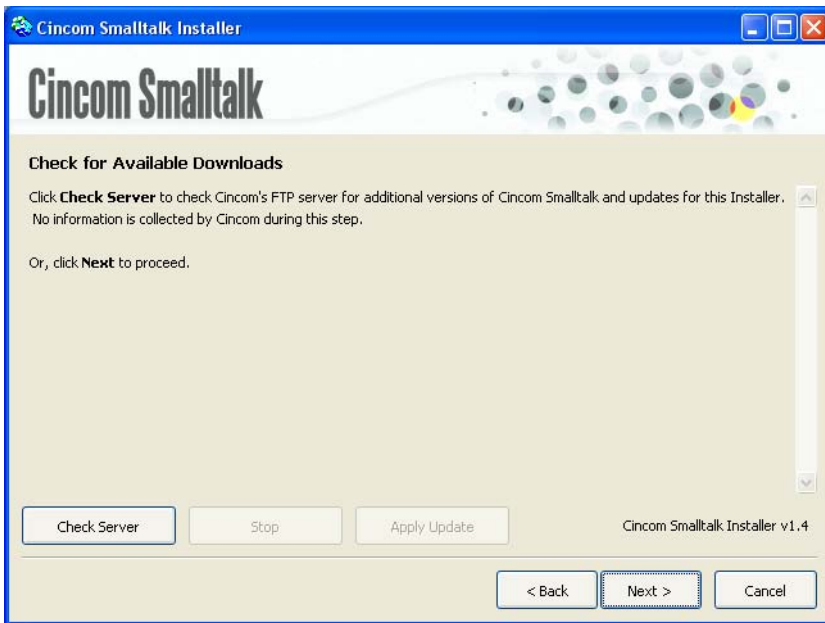 Cincom Smalltalk Installer
Cincom Smalltalk
Check for Available Downloads
Click Check Server to check Cincom's FTP server for additional versions of Cincom Smalltalk and updates for this Installer.
No information is collected by Cincom during this step.
Or, click Next to proceed.
Check Server Stop Apply Update Cincom Smalltalk Installer v1.4
< Back Next > Cancel